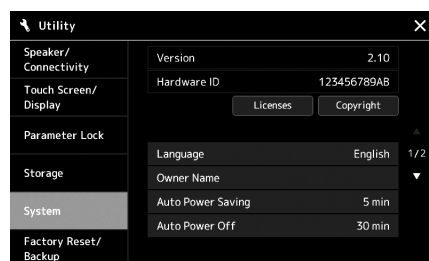 Utility
Speaker/
Connectivity
Touch Screen/
Display
Parameter Lock
Storage
System
Factory Reset/
Backup
Version 2.10
Hardware ID 123456789AB
Licenses Copyright
Language English
1/2
Owner Name
Auto Power Saving 5 min
Auto Power Off 30 min